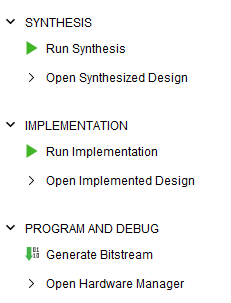 SYNTHESIS
Run Synthesis
Open Synthesized Design
IMPLEMENTATION
Run Implementation
Open Implemented Design
PROGRAM AND DEBUG
Generate Bitstream
Open Hardware Manager